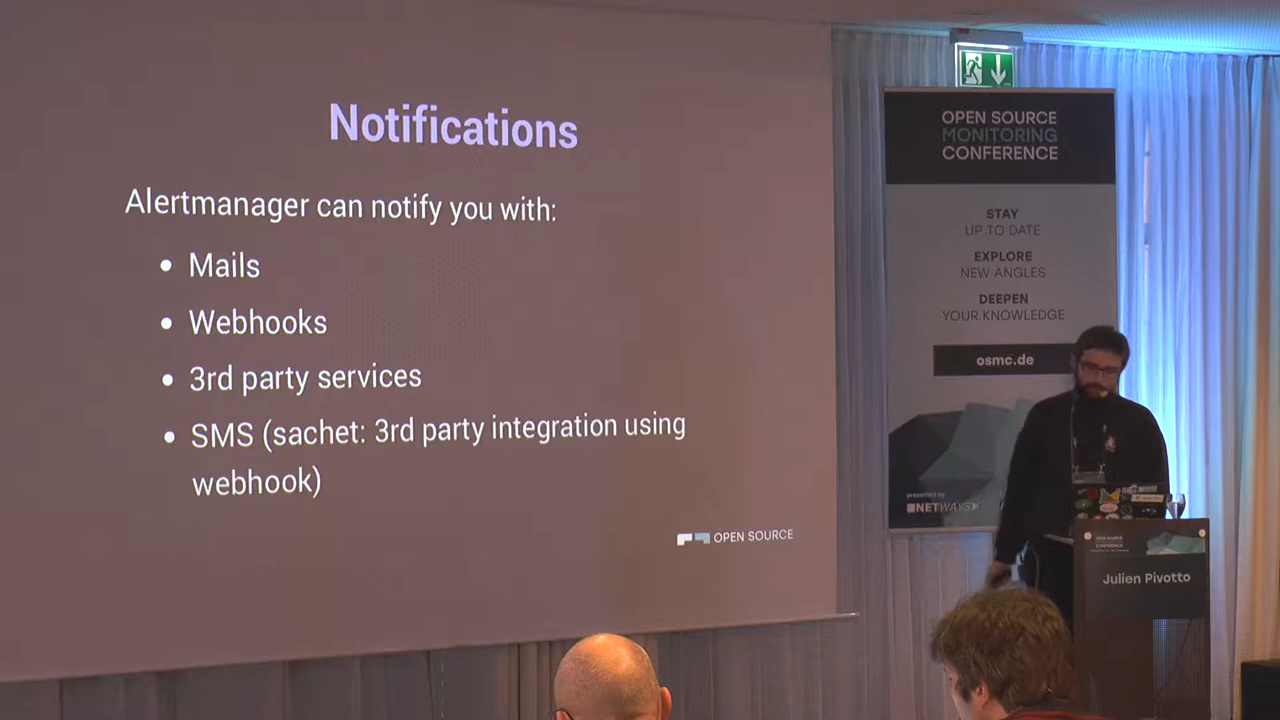 Notifications
Alertmanager can notify you with:
Mails
Webhooks
3rd party services
SMS (sachet: 3rd party integration using
webhook)
OPEN SOURCE
OPEN SOURCE
MONITORING
CONFERENCE
STAY
UP TO DATE
EXPLORE
NEW ANGLES
DEEPEN
YOUR KNOWLEDGE
osmc.de
presented by
NETWAYS
Julien Pivotto